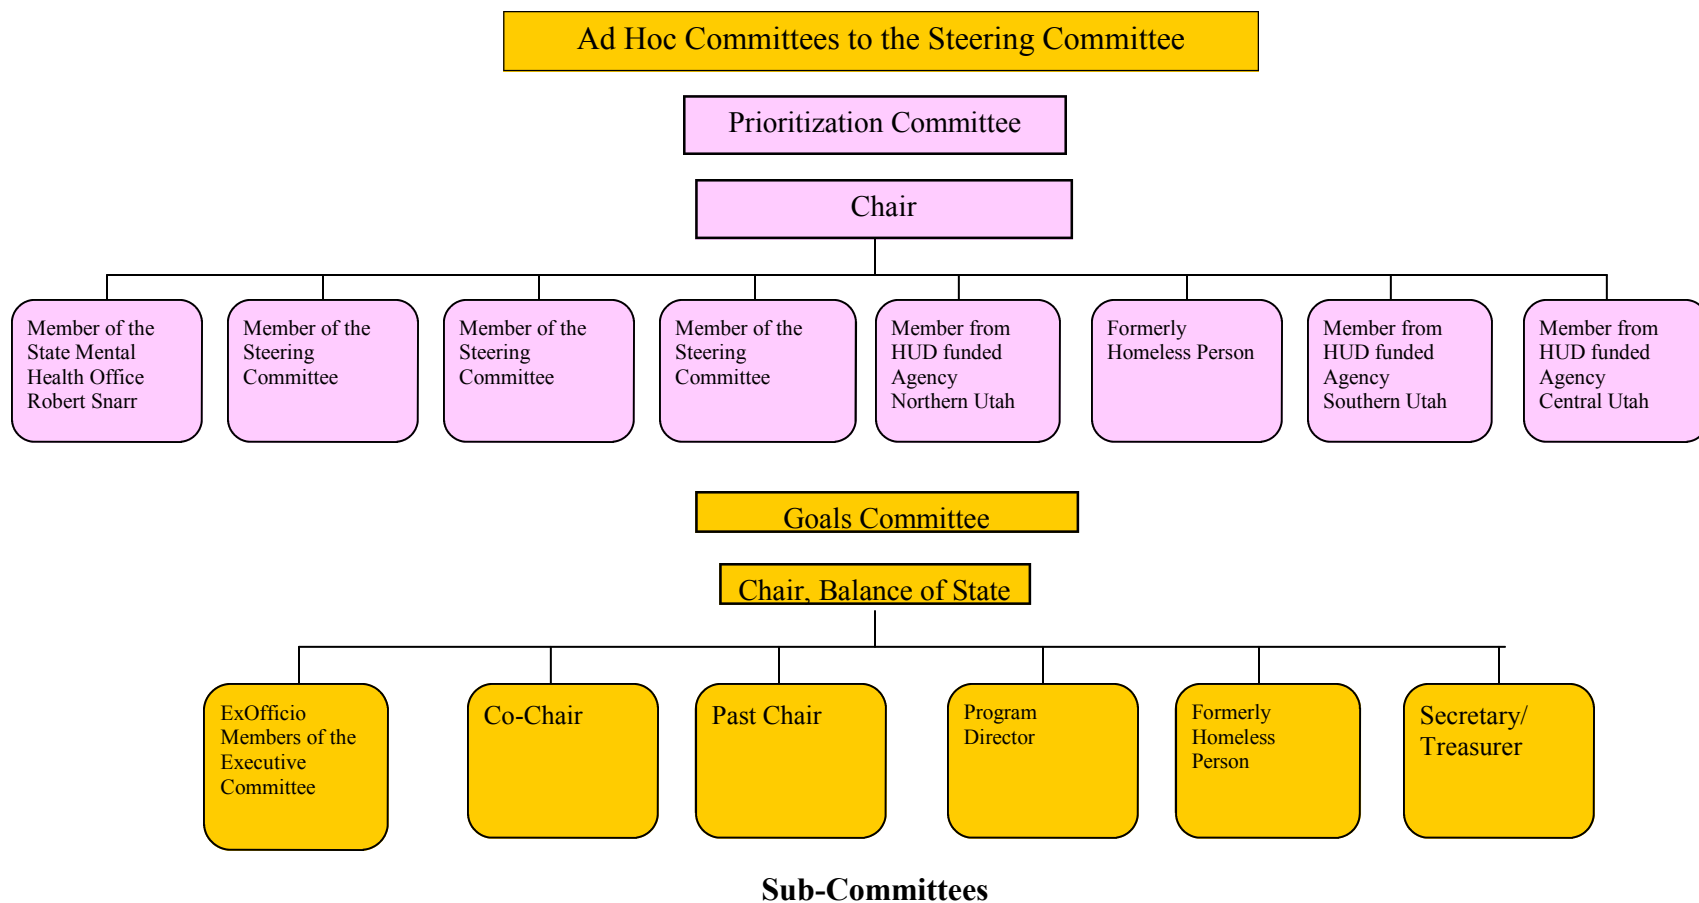 Ad Hoc Committees to the Steering Committee
Prioritization Committee
Chair
Member of the
State Mental
Health Office
Robert Snarr
Member of the
Steering
Committee
Member of the
Steering
Committee
Member of the
Steering
Committee
Member from
HUD funded
Agency
Northern Utah
Formerly
Homeless Person
Member from
HUD funded
Agency
Southern Utah
Member from
HUD funded
Agency
Central Utah
Goals Committee
Chair, Balance of State
ExOfficio
Members of the
Executive
Committee
Co-Chair
Past Chair
Program
Director
Formerly
Homeless
Person
Secretary/
Treasurer
Sub-Committees